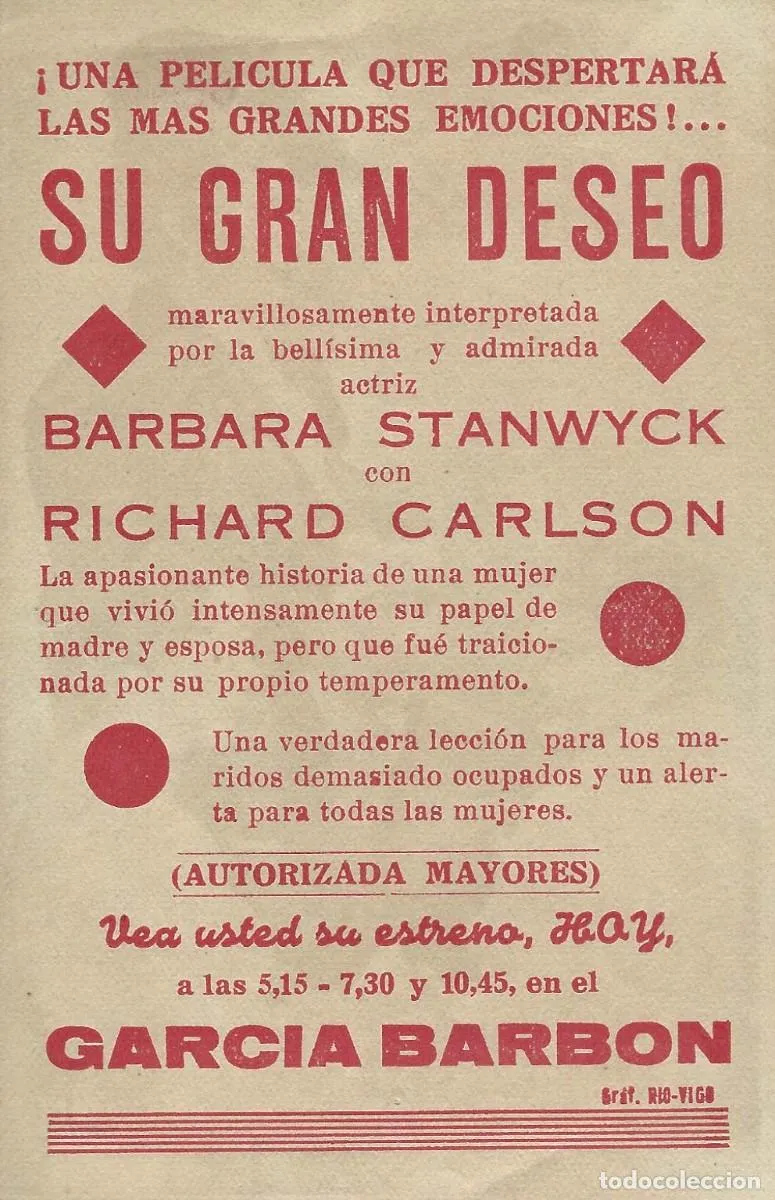 ¡UNA PELICULA QUE DESPERTARÁ
LAS MAS GRANDES EMOCIONES!...
SU GRAN DESEO
maravillosamente interpretada
por la bellísima y admirada
actriz
BARBARA STANWYCK
con
RICHARD CARLSON
La apasionante historia de una mujer
que vivió intensamente su papel de
madre y esposa, pero que fué traicio-
nada por su propio temperamento.
Una verdadera lección para los ma-
ridos demasiado ocupados y un aler-
ta para todas las mujeres.
(AUTORIZADA MAYORES)
Vea usted su estreno, HOY,
a las 5,15 - 7,30 y 10,45, en el
GARCIA BARBON
Gráf. RIO-VIGO
todocoleccion